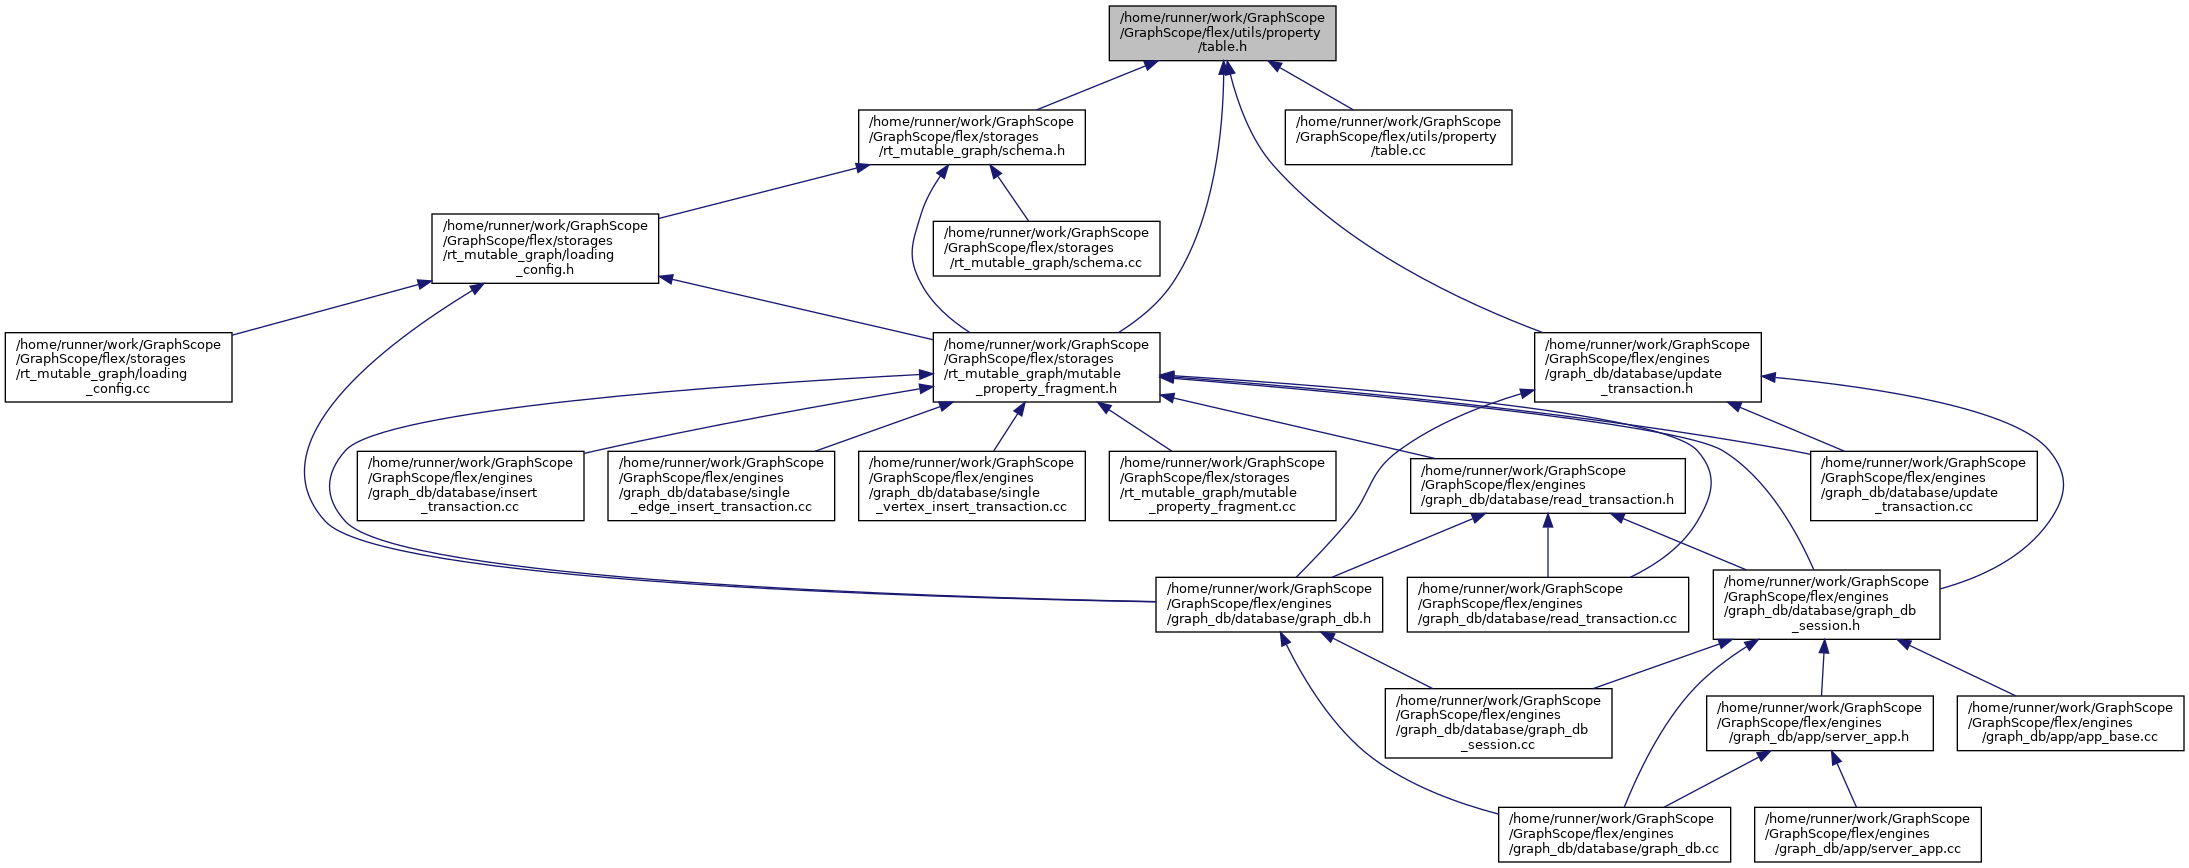 /home/runner/work/GraphScope
/GraphScope/flex/utils/property
/table.h
/home/runner/work/GraphScope
/GraphScope/flex/storages
/rt_mutable_graph/schema.h
/home/runner/work/GraphScope
/GraphScope/flex/utils/property
/table.cc
/home/runner/work/GraphScope
/GraphScope/flex/storages
/rt_mutable_graph/loading
_config.h
/home/runner/work/GraphScope
/GraphScope/flex/storages
/rt_mutable_graph/schema.cc
/home/runner/work/GraphScope
/GraphScope/flex/storages
/rt_mutable_graph/loading
_config.cc
/home/runner/work/GraphScope
/GraphScope/flex/storages
/rt_mutable_graph/mutable
_property_fragment.h
/home/runner/work/GraphScope
/GraphScope/flex/engines
/graph_db/database/update
_transaction.h
/home/runner/work/GraphScope
/GraphScope/flex/engines
/graph_db/database/insert
_transaction.cc
/home/runner/work/GraphScope
/GraphScope/flex/engines
/graph_db/database/single
_edge_insert_transaction.cc
/home/runner/work/GraphScope
/GraphScope/flex/engines
/graph_db/database/single
_vertex_insert_transaction.cc
/home/runner/work/GraphScope
/GraphScope/flex/storages
/rt_mutable_graph/mutable
_property_fragment.cc
/home/runner/work/GraphScope
/GraphScope/flex/engines
/graph_db/database/read_transaction.h
/home/runner/work/GraphScope
/GraphScope/flex/engines
/graph_db/database/update
_transaction.cc
/home/runner/work/GraphScope
/GraphScope/flex/engines
/graph_db/database/graph_db.h
/home/runner/work/GraphScope
/GraphScope/flex/engines
/graph_db/database/read_transaction.cc
/home/runner/work/GraphScope
/GraphScope/flex/engines
/graph_db/database/graph_db
_session.h
/home/runner/work/GraphScope
/GraphScope/flex/engines
/graph_db/database/graph_db
_session.cc
/home/runner/work/GraphScope
/GraphScope/flex/engines
/graph_db/app/server_app.h
/home/runner/work/GraphScope
/GraphScope/flex/engines
/graph_db/app/app_base.cc
/home/runner/work/GraphScope
/GraphScope/flex/engines
/graph_db/database/graph_db.cc
/home/runner/work/GraphScope
/GraphScope/flex/engines
/graph_db/app/server_app.cc